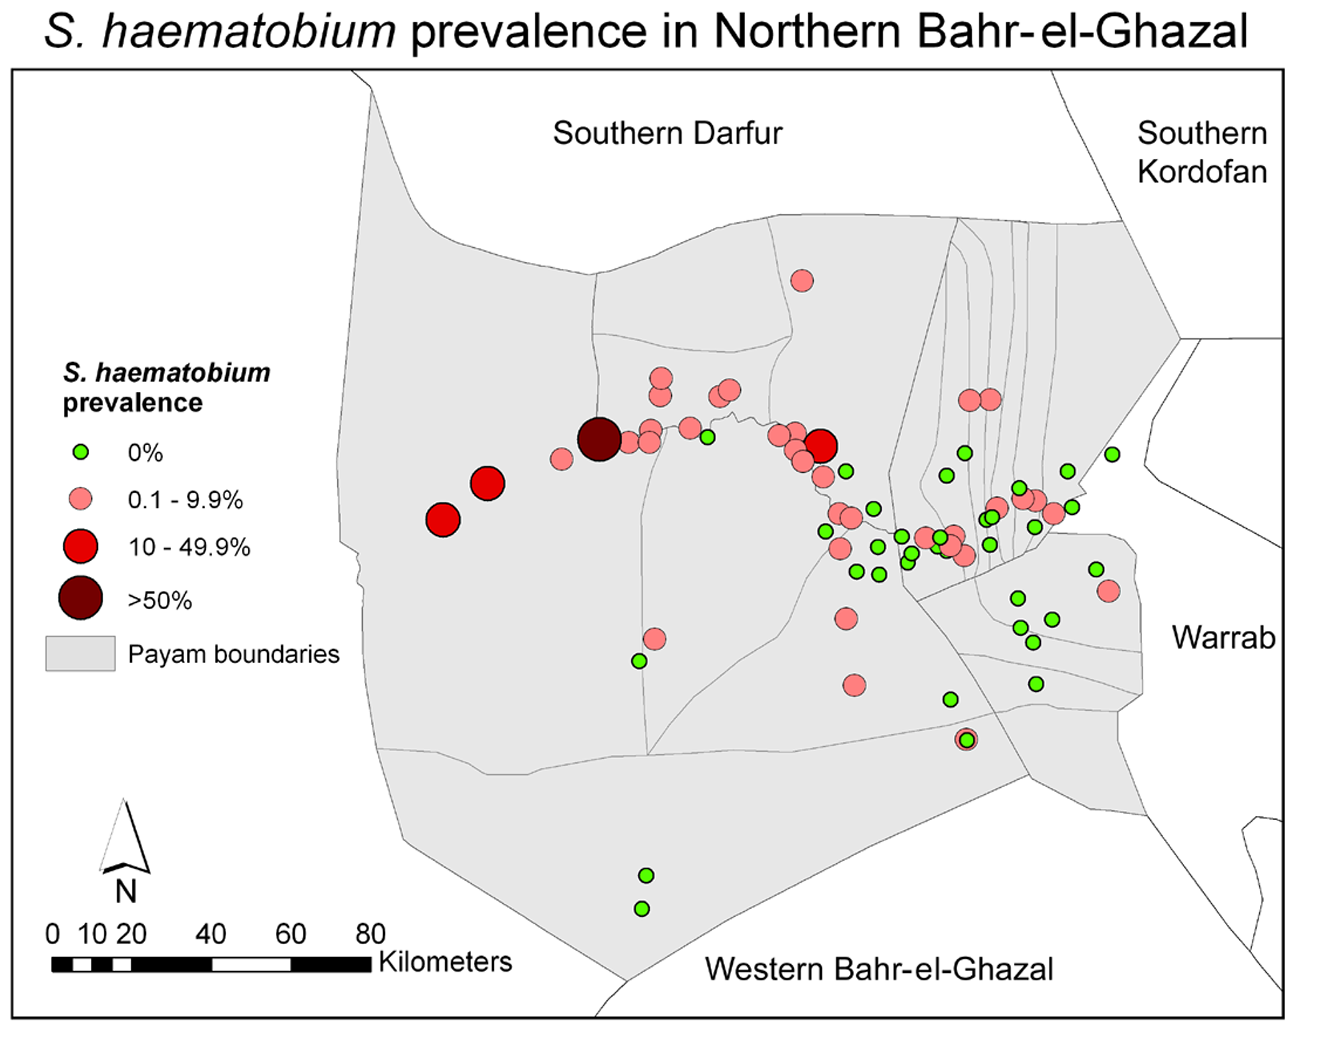 S. haematobium prevalence in Northern Bahr-el-Ghazal
Southern Darfur
Southern
Kordofan
S. haematobium
prevalence
0%
0.1 - 9.9%
10 - 49.9%
>50%
Payam boundaries
Warrab
N
0 10 20 40 60 80
Kilometers
Western Bahr-el-Ghazal